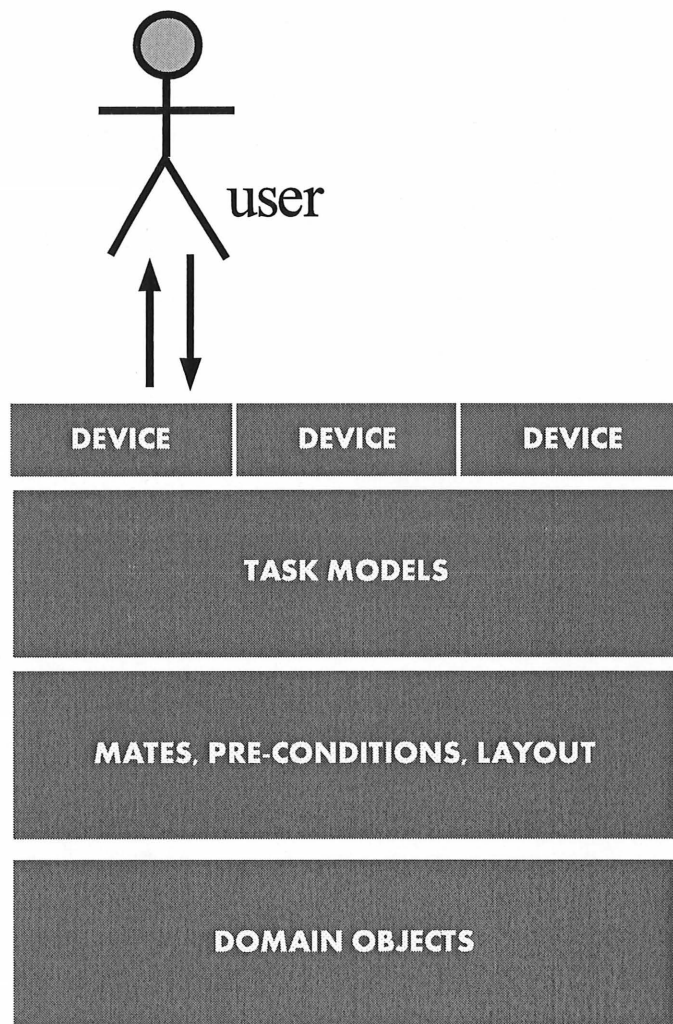 user
DEVICE DEVICE DEVICE
TASK MODELS
MATES, PRE-CONDITIONS, LAYOUT
DOMAIN OBJECTS